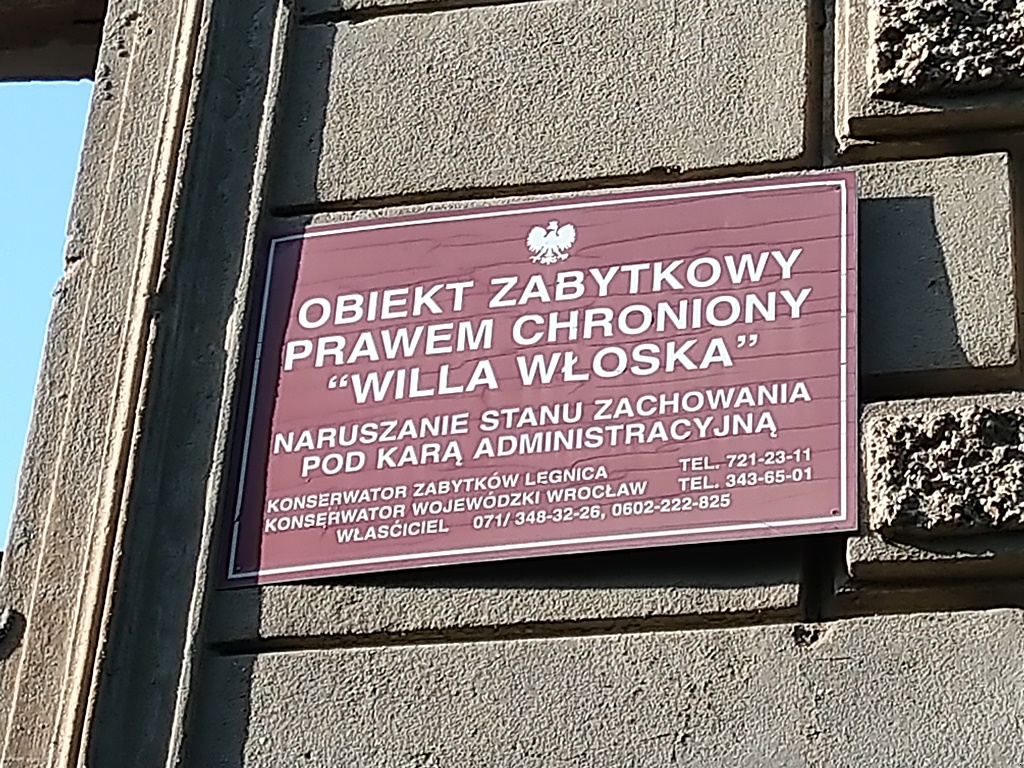 OBIEKT ZABYTKOWY
PRAWEM CHRONIONY
“WILLA WŁOSKA”
NARUSZANIE STANU ZACHOWANIA
POD KARĄ ADMINISTRACYJNĄ
KONSERWATOR ZABYTKÓW LEGNICA TEL. 721-23-11
KONSERWATOR WOJEWÓDZKI WROCŁAW TEL. 343-65-01
WŁAŚĆICIEL 071/ 348-32-26, 0602-222-825